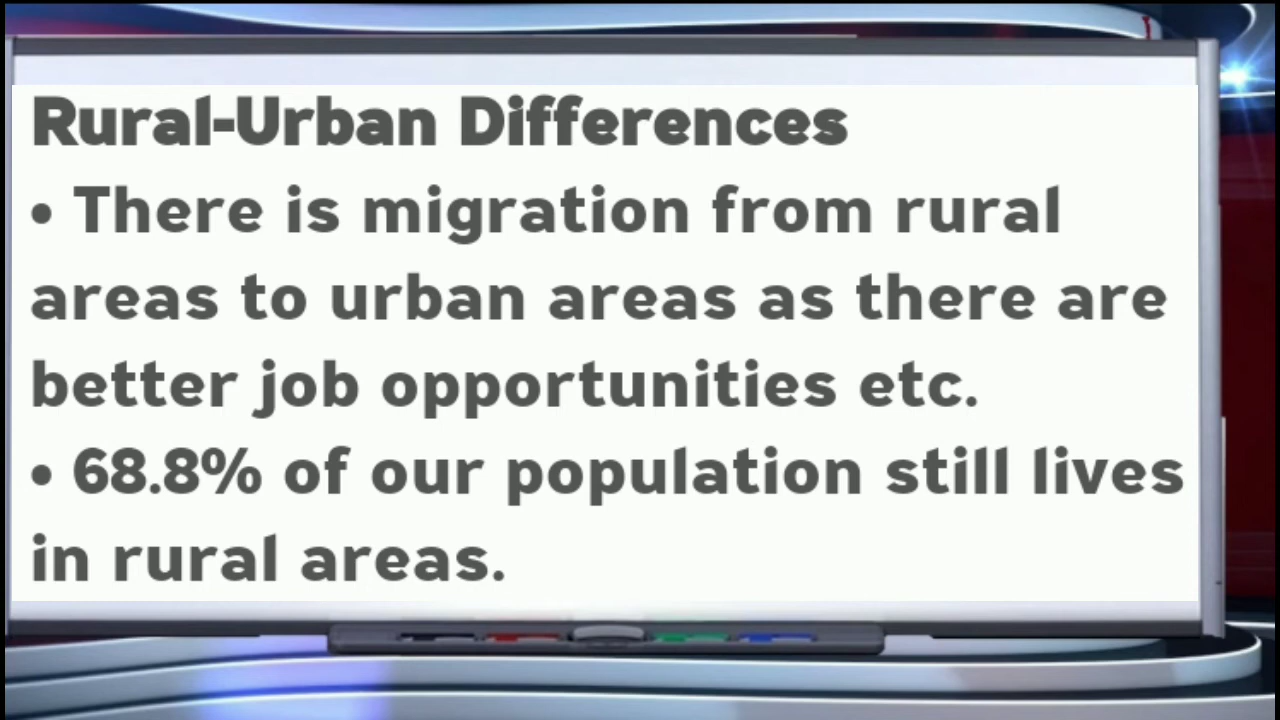 Rural-Urban Differences
• There is migration from rural
areas to urban areas as there are
better job opportunities etc.
• 68.8% of our population still lives
in rural areas.